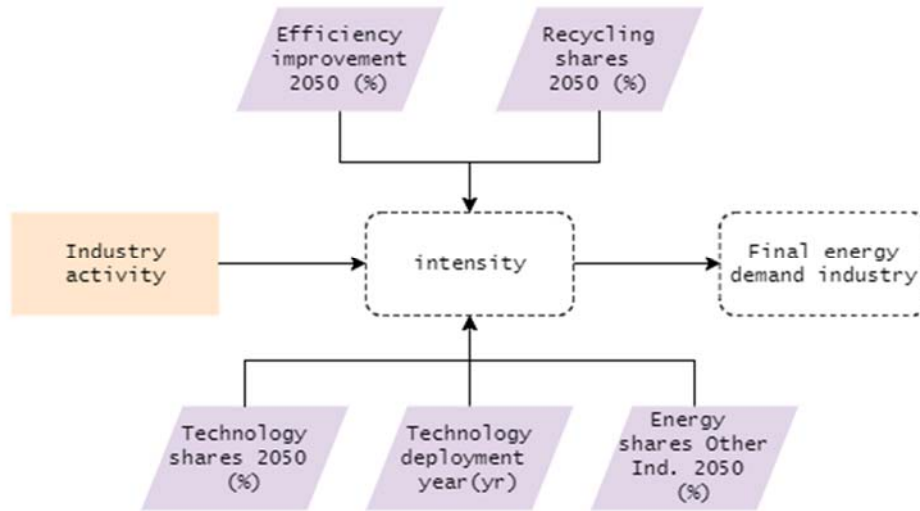 Efficiency
improvement
2050 (%)
Recycling
shares
2050 (%)
Industry
activity
intensity
Final energy
demand industry
Technology
shares 2050
(%)
Technology
deployment
year(yr)
Energy
shares Other
Ind. 2050
(%)